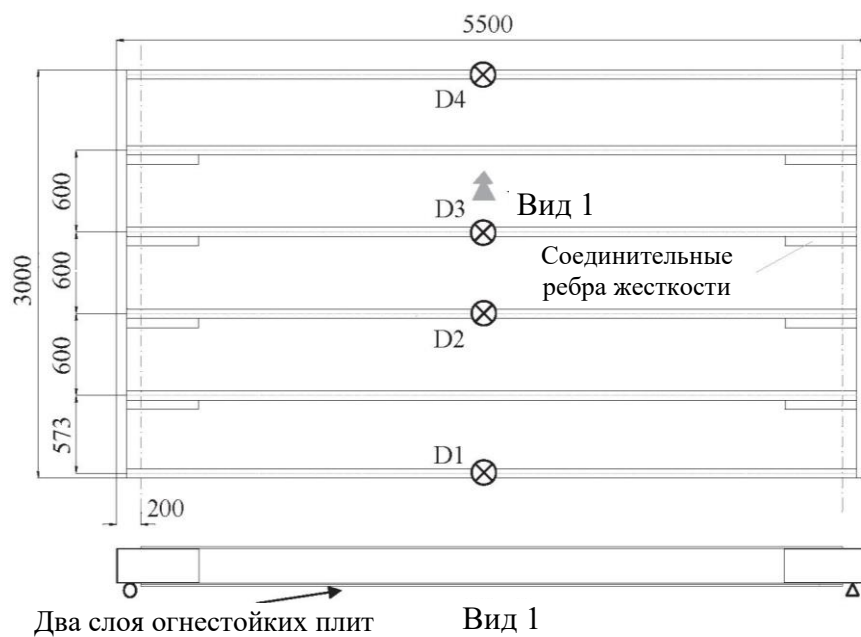 5500
D4
600
D3
Вид 1
600
Соединительные
ребра жесткости
3000
D2
600
573
D1
200
Два слоя огнестойких плит
Вид 1